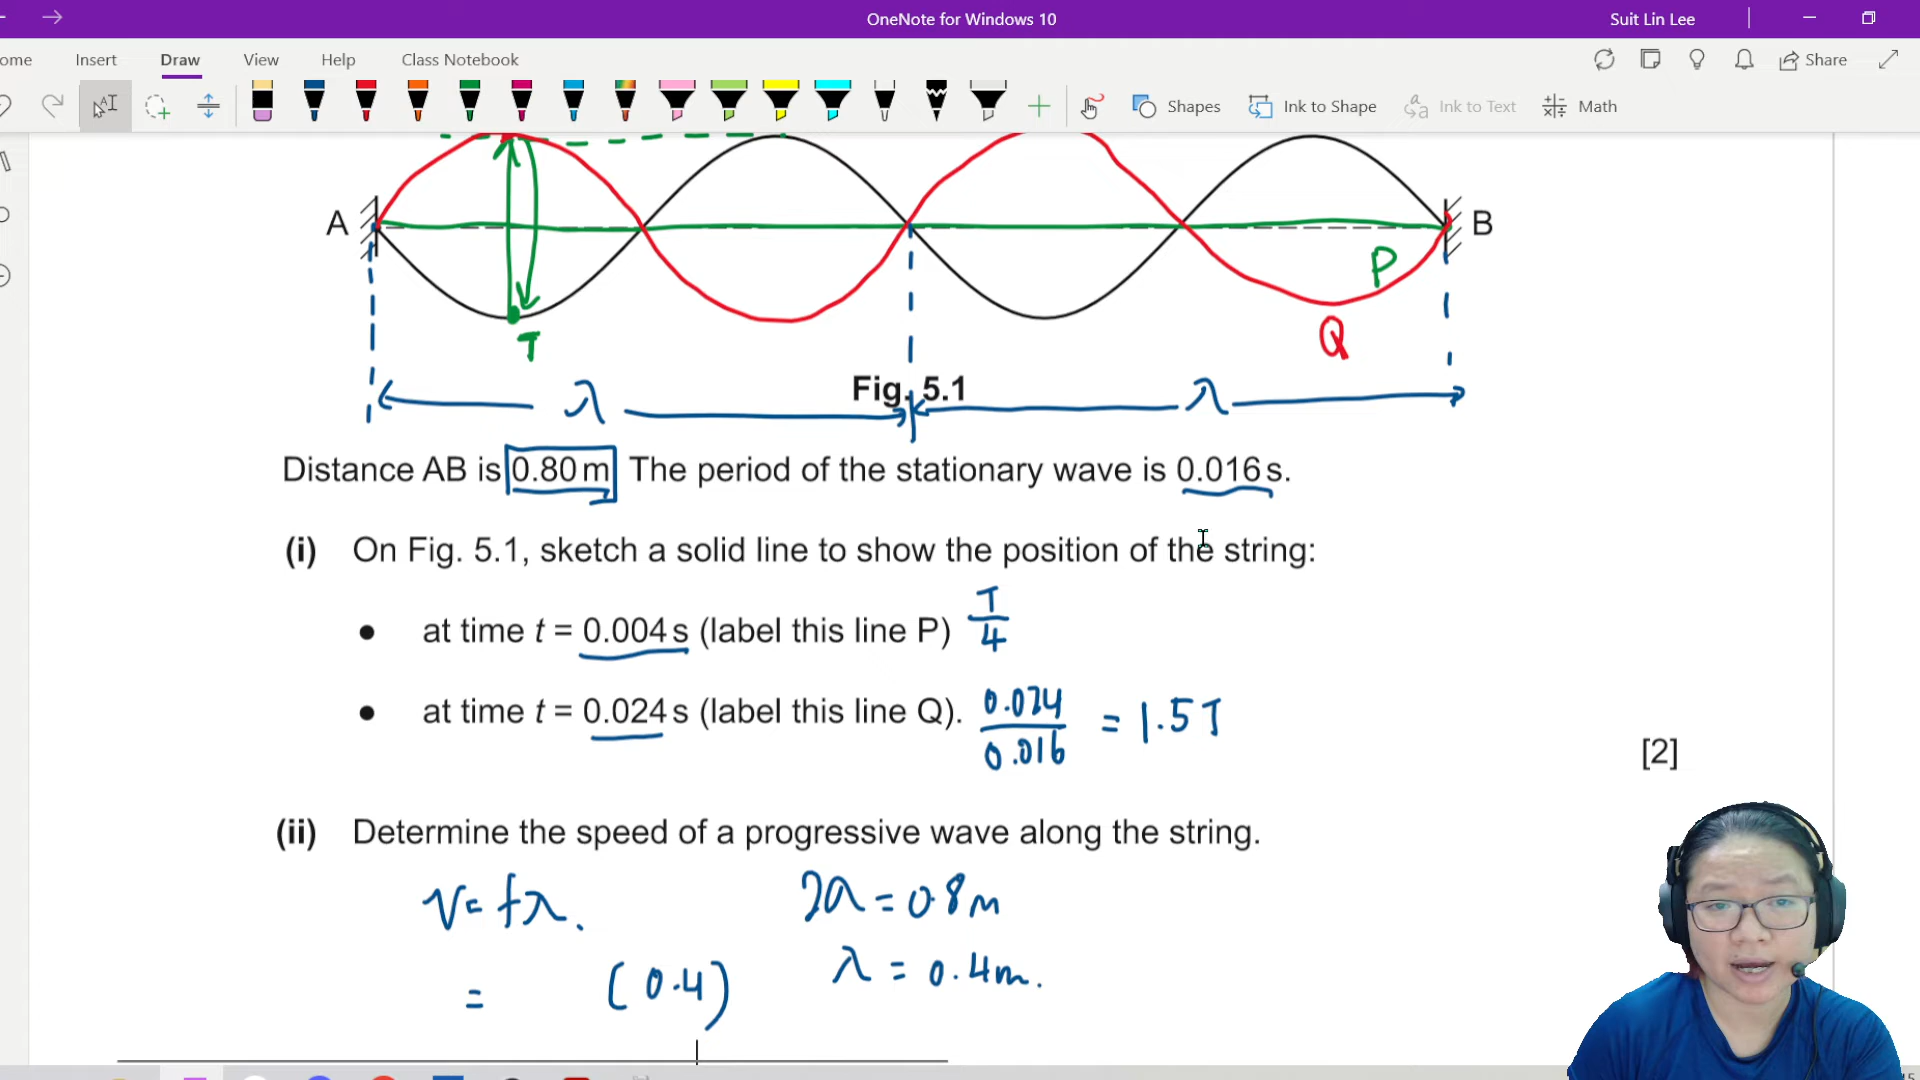 OneNote for Windows 10
Suit Lin Lee
Insert
Draw
View
Help
Class Notebook
Share
Shapes
Ink to Shape
Ink to Text
Math
A
B
P
T
Q
Fig. 5.1
λ
λ
Distance AB is 0.80 m The period of the stationary wave is 0.016 s.
(i) On Fig. 5.1, sketch a solid line to show the position of the string:
• at time t = 0.004 s (label this line P) T/4
• at time t = 0.024 s (label this line Q). 0.024/0.016 = 1.5T
[2]
(ii) Determine the speed of a progressive wave along the string.
v = fλ. 2λ = 0.8m
= (0.4) λ = 0.4m.